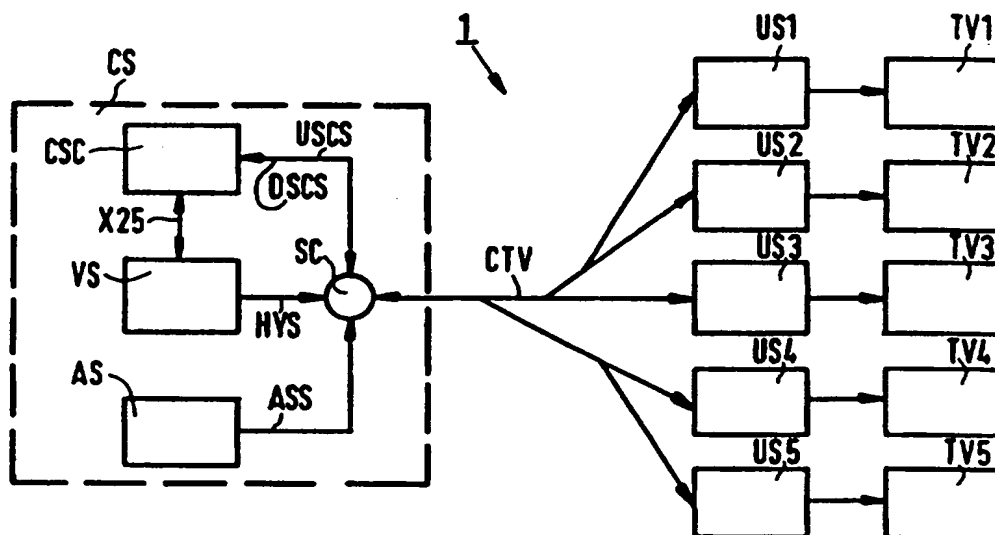 1
CS
CSC
USCS
DSCS
X25
VS
SC
HYS
AS
ASS
CTV
US1
TV1
US2
TV2
US3
TV3
US4
TV4
US5
TV5